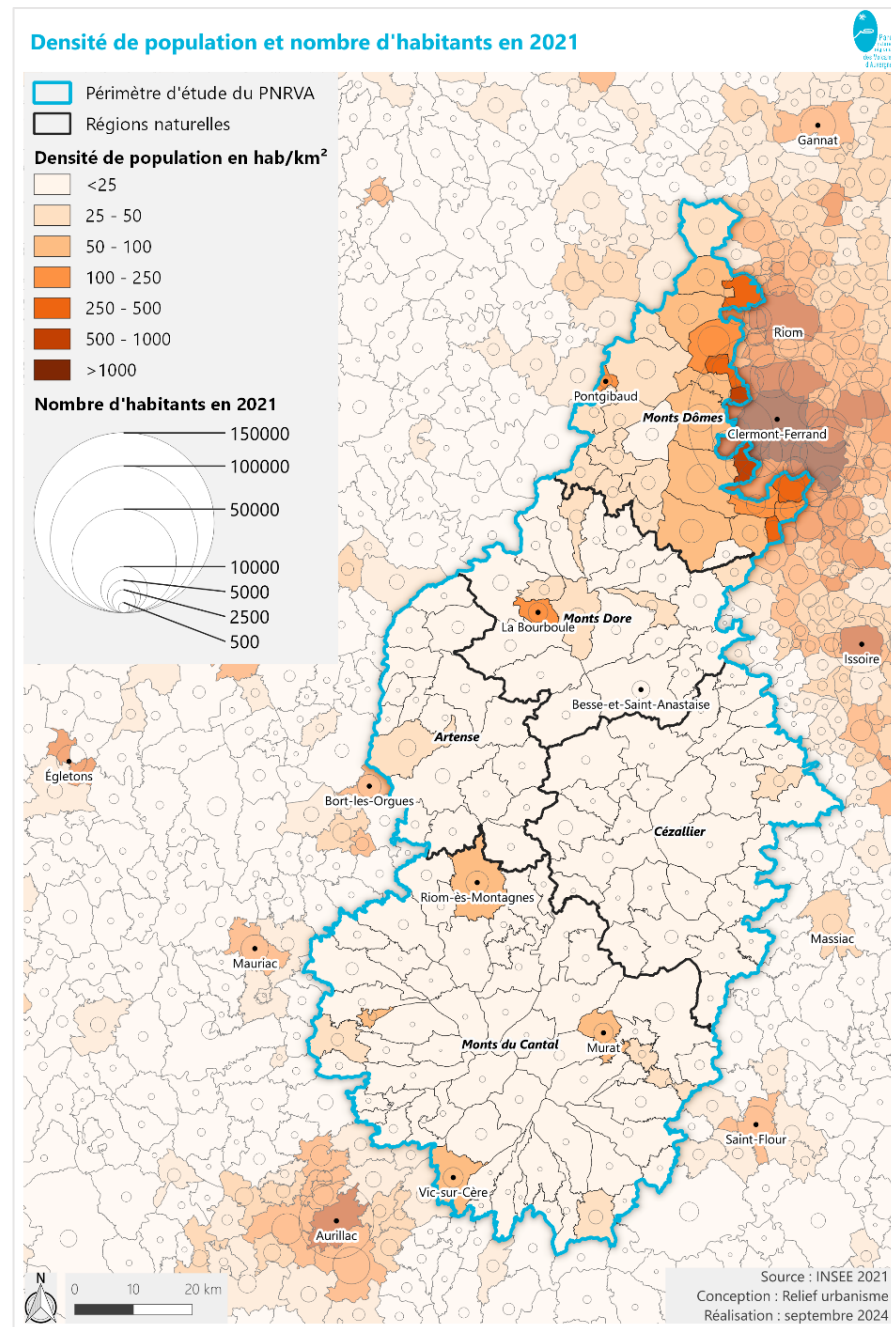 Densité de population et nombre d'habitants en 2021
Périmètre d'étude du PNRVA
Régions naturelles
Densité de population en hab/km²
<25
25 - 50
50 - 100
100 - 250
250 - 500
500 - 1000
>1000
Nombre d'habitants en 2021
150000
100000
50000
10000
5000
2500
500
Gannat
Riom
Pontgibaud
Monts Dômes
Clermont-Ferrand
La Bourboule
Monts Dore
Issoire
Besse-et-Saint-Anastaise
Artense
Égletons
Bort-les-Orgues
Cézallier
Riom-ès-Montagnes
Massiac
Mauriac
Monts du Cantal
Murat
Saint-Flour
Vic-sur-Cère
Aurillac
N
0 10 20 km
Source : INSEE 2021
Conception : Relief urbanisme
Réalisation : septembre 2024